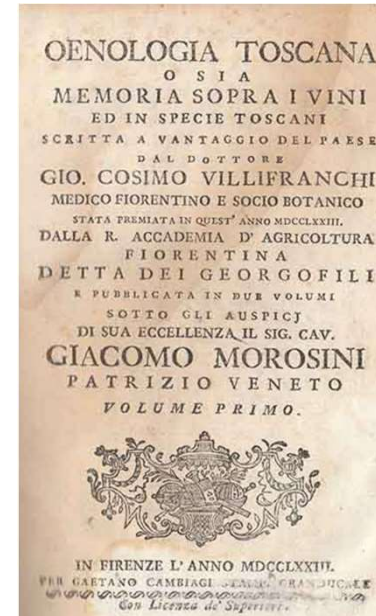 OENOLOGIA TOSCANA
O SIA
MEMORIA SOPRA I VINI
ED IN SPECIE TOSCANI
SCRITTA A VANTAGGIO DEL PAESE
DAL DOTTORE
GIO. COSIMO VILLIFRANCHI
MEDICO FIORENTINO E SOCIO BOTANICO
STATA PREMIATA IN QUEST' ANNO MDCCLXXIII.
DALLA R. ACCADEMIA D' AGRICOLTURA
FIORENTINA
DETTA DEI GEORGOFILI
E PUBBLICATA IN DUE VOLUMI
SOTTO GLI AUSPICJ
DI SUA ECCELLENZA IL SIG. CAV.
GIACOMO MOROSINI
PATRIZIO VENETO
VOLUME PRIMO.
IN FIRENZE L' ANNO MDCCLXXIII.
PER GAETANO CAMBIAGI STAMP. GRANDUCALE
Con Licenza de' Superiori.